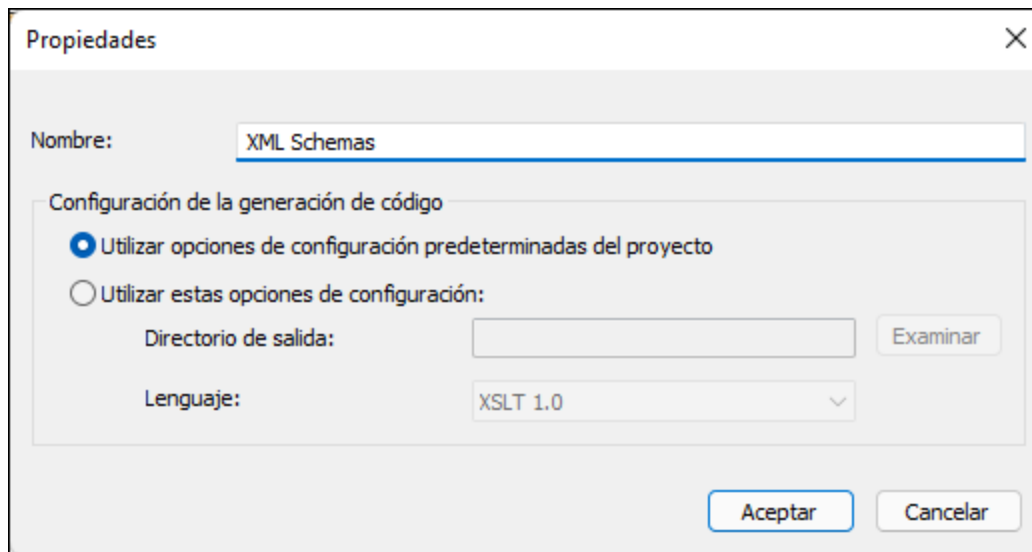 Propiedades
Nombre: XML Schemas
Configuración de la generación de código
Utilizar opciones de configuración predeterminadas del proyecto
Utilizar estas opciones de configuración:
Directorio de salida: Examinar
Lenguaje: XSLT 1.0
Aceptar Cancelar